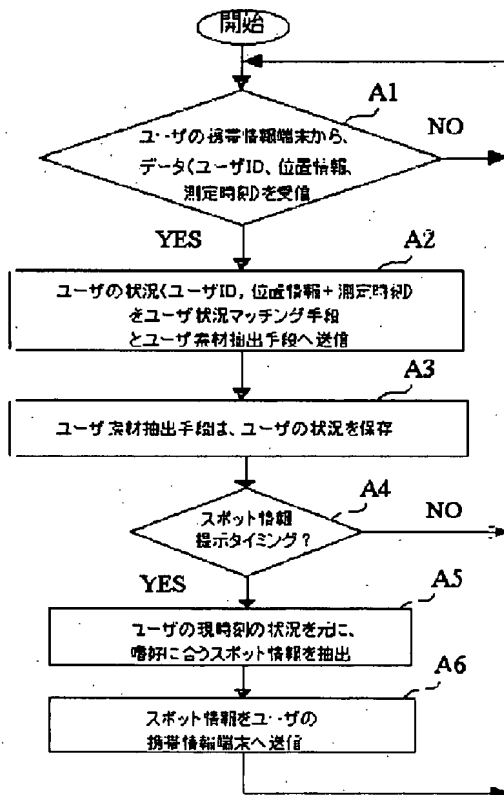 開始
A1
ユーザの携帯情報端末から、
データ(ユーザID、位置情報、
測定時刻)を受信
NO
YES
A2
ユーザの状況(ユーザID, 位置情報+測定時刻)
をユーザ状況マッチング手段
とユーザ素材抽出手段へ送信
A3
ユーザ素材抽出手段は、ユーザの状況を保存
A4
スポット情報
提示タイミング?
NO
YES
A5
ユーザの現時刻の状況を元に、
嗜好に合うスポット情報を抽出
A6
スポット情報をユーザの
携帯情報端末へ送信